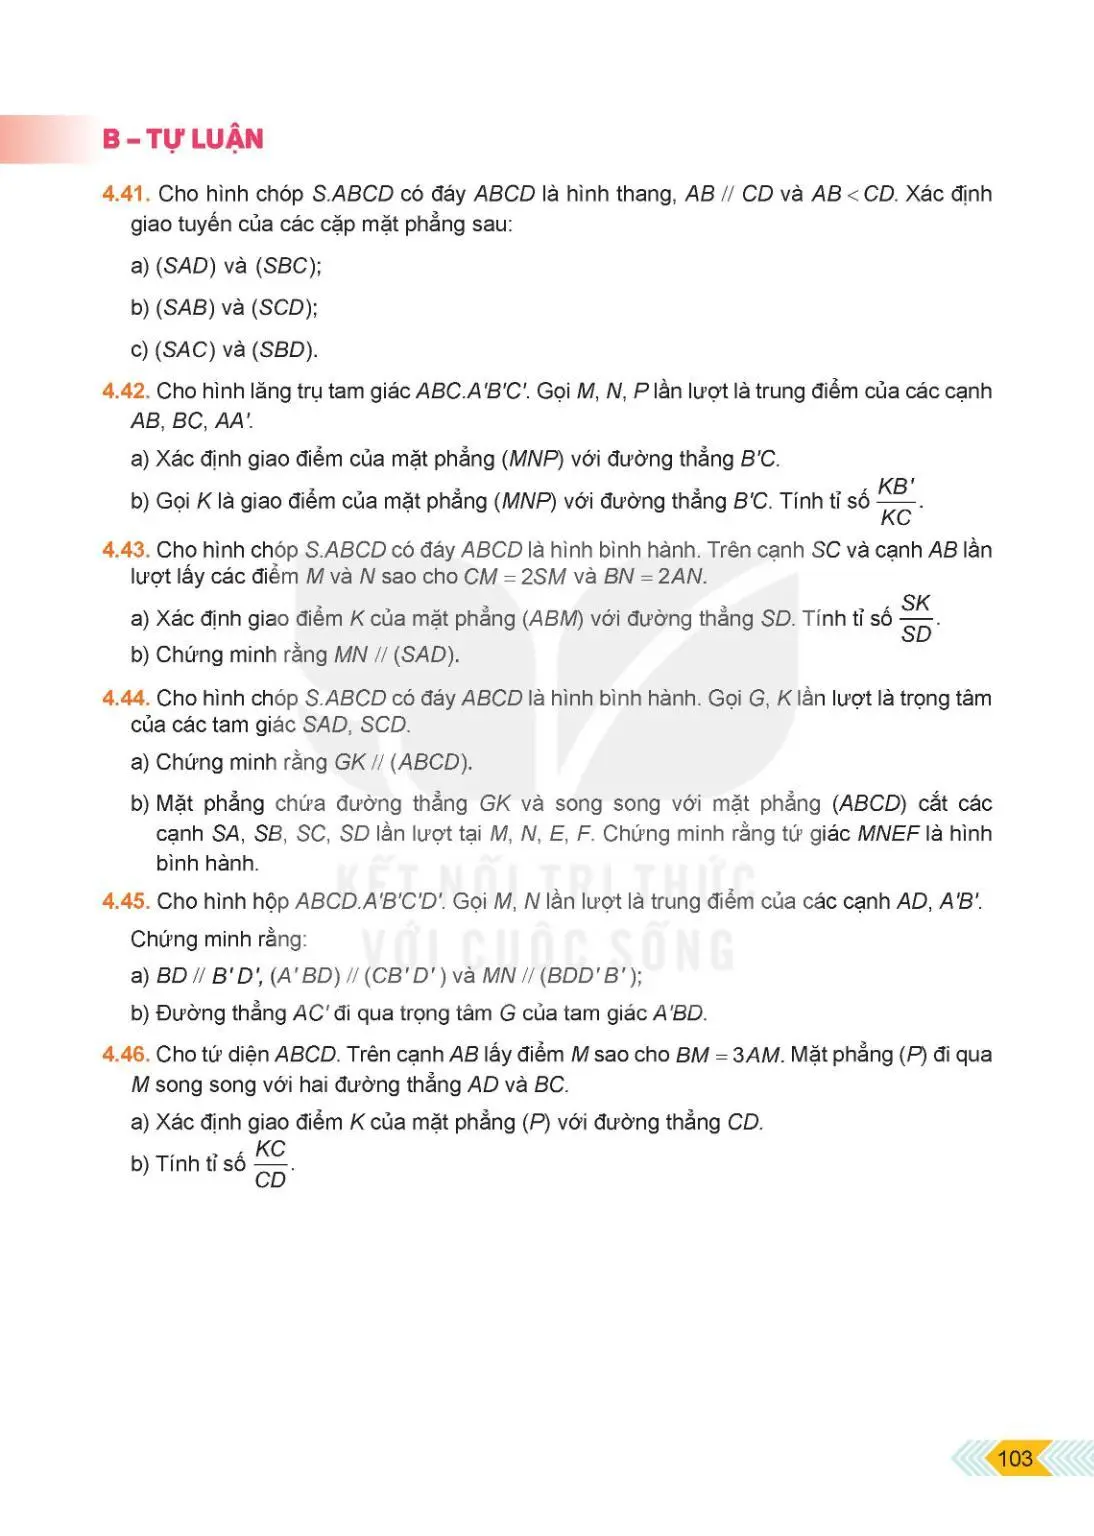 B – TỰ LUẬN
4.41. Cho hình chóp S.ABCD có đáy ABCD là hình thang, AB // CD và AB < CD. Xác định
giao tuyến của các cặp mặt phẳng sau:
a) (SAD) và (SBC);
b) (SAB) và (SCD);
c) (SAC) và (SBD).
4.42. Cho hình lăng trụ tam giác ABC.A'B'C'. Gọi M, N, P lần lượt là trung điểm của các cạnh
AB, BC, AA'.
a) Xác định giao điểm của mặt phẳng (MNP) với đường thẳng B'C.
b) Gọi K là giao điểm của mặt phẳng (MNP) với đường thẳng B'C. Tính tỉ số KB'/KC.
4.43. Cho hình chóp S.ABCD có đáy ABCD là hình bình hành. Trên cạnh SC và cạnh AB lần
lượt lấy các điểm M và N sao cho CM = 2SM và BN = 2AN.
a) Xác định giao điểm K của mặt phẳng (ABM) với đường thẳng SD. Tính tỉ số SK/SD.
b) Chứng minh rằng MN // (SAD).
4.44. Cho hình chóp S.ABCD có đáy ABCD là hình bình hành. Gọi G, K lần lượt là trọng tâm
của các tam giác SAD, SCD.
a) Chứng minh rằng GK // (ABCD).
b) Mặt phẳng chứa đường thẳng GK và song song với mặt phẳng (ABCD) cắt các
cạnh SA, SB, SC, SD lần lượt tại M, N, E, F. Chứng minh rằng tứ giác MNEF là hình
bình hành.
KẾT NỐI TRI THỨC
4.45. Cho hình hộp ABCD.A'B'C'D'. Gọi M, N lần lượt là trung điểm của các cạnh AD, A'B'.
Chứng minh rằng:
VỚI CUỘC SỐNG
a) BD // B'D', (A'BD) // (CB'D') và MN // (BDD'B');
b) Đường thẳng AC' đi qua trọng tâm G của tam giác A'BD.
4.46. Cho tứ diện ABCD. Trên cạnh AB lấy điểm M sao cho BM = 3AM. Mặt phẳng (P) đi qua
M song song với hai đường thẳng AD và BC.
a) Xác định giao điểm K của mặt phẳng (P) với đường thẳng CD.
b) Tính tỉ số KC/CD.
103